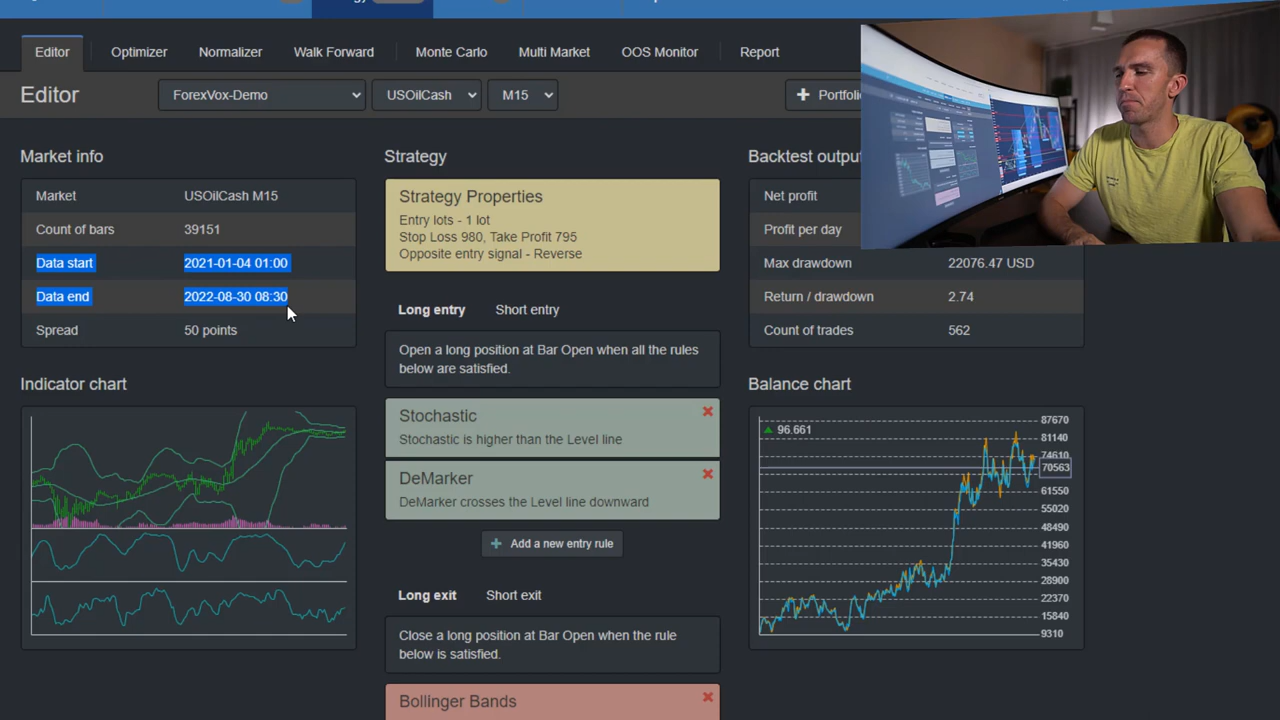 Editor
Optimizer
Normalizer
Walk Forward
Monte Carlo
Multi Market
OOS Monitor
Report
Editor
ForexVox-Demo
USOilCash
M15
+ Portfolio
Market info
Market USOilCash M15
Count of bars 39151
Data start 2021-01-04 01:00
Data end 2022-08-30 08:30
Spread 50 points
Indicator chart
Strategy
Strategy Properties
Entry lots - 1 lot
Stop Loss 980, Take Profit 795
Opposite entry signal - Reverse
Long entry
Short entry
Open a long position at Bar Open when all the rules
below are satisfied.
Stochastic
Stochastic is higher than the Level line
DeMarker
DeMarker crosses the Level line downward
+ Add a new entry rule
Long exit
Short exit
Close a long position at Bar Open when the rule
below is satisfied.
Bollinger Bands
Backtest output
Net profit
Profit per day
Max drawdown 22076.47 USD
Return / drawdown 2.74
Count of trades 562
Balance chart
96.661
87670
81140
74610
70563
61550
55020
48490
41960
35430
28900
22370
15840
9310